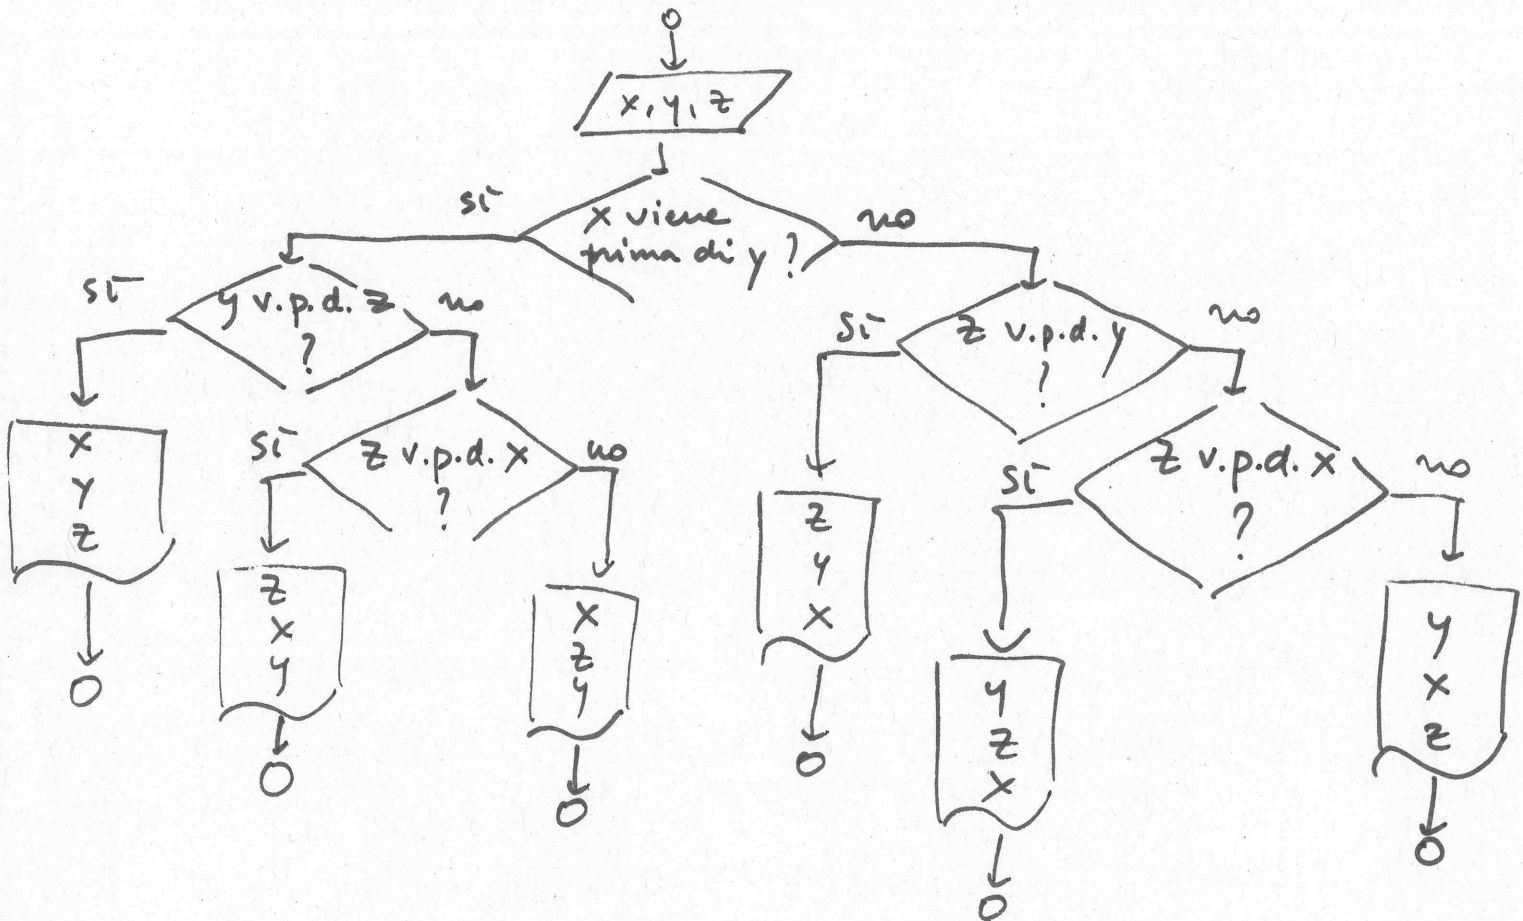 x, y, z
sì
x viene
prima di y ?
no
sì
y v.p.d. z
?
no
sì
z v.p.d. y
?
no
x
y
z
sì
z v.p.d. x
?
no
z
x
y
x
z
y
z
y
x
sì
z v.p.d. x
?
no
y
z
x
y
x
z